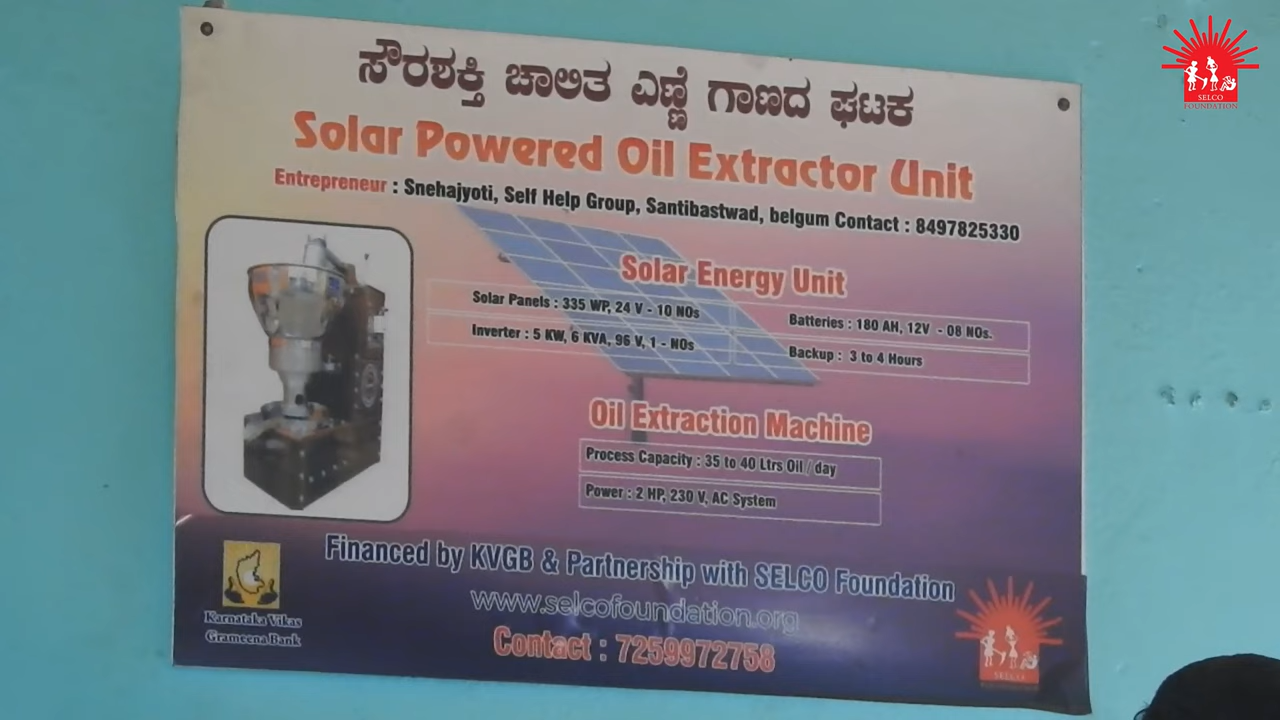 ಸೌರಶಕ್ತಿ ಚಾಲಿತ ಎಣ್ಣೆ ಗಾಣದ ಘಟಕ
Solar Powered Oil Extractor Unit
Entrepreneur : Snehajyoti, Self Help Group, Santibastwad, belgum Contact : 8497825330
Solar Energy Unit
Solar Panels : 335 WP, 24 V - 10 NOs
Batteries : 180 AH, 12V - 08 NOs.
Inverter : 5 KW, 6 KVA, 96 V, 1 - NOs
Backup : 3 to 4 Hours
Oil Extraction Machine
Process Capacity : 35 to 40 Ltrs Oil / day
Power : 2 HP, 230 V, AC System
Financed by KVGB & Partnership with SELCO Foundation
www.selcofoundation.org
Contact : 7259972758
Karnataka Vikas
Grameena Bank
SELCO
SELCO
FOUNDATION